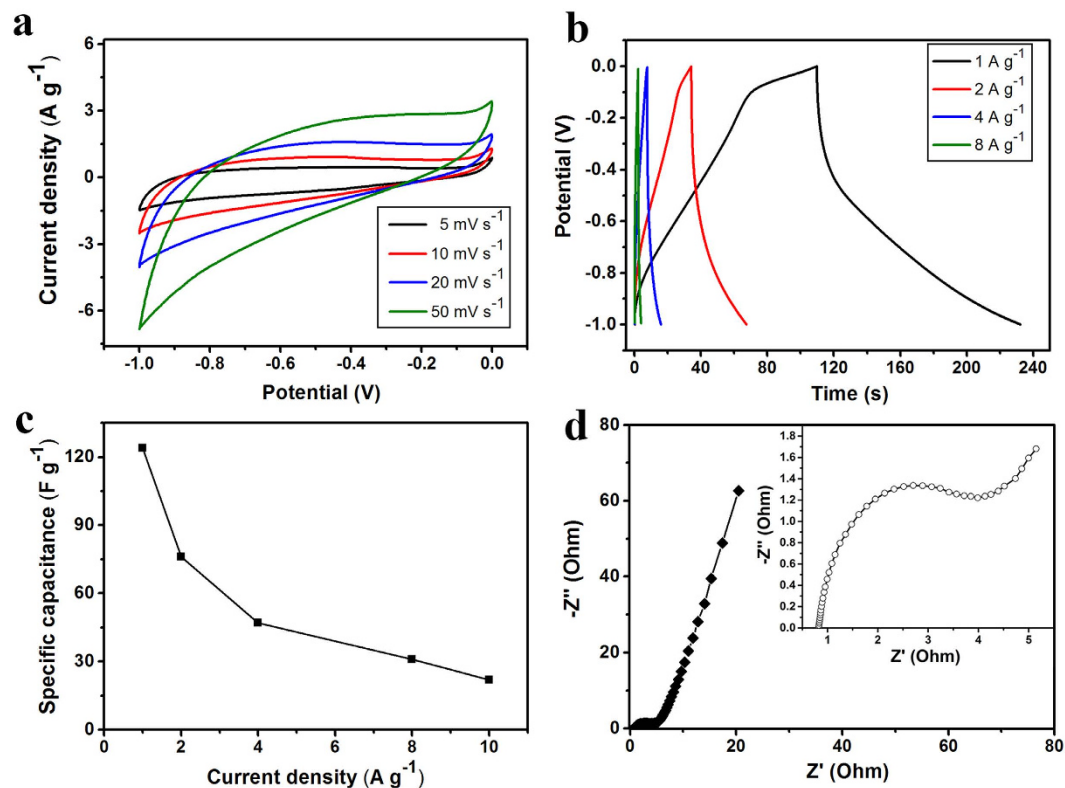 a
Current density (A g⁻¹)
6
3
0
-3
-6
-1.0 -0.8 -0.6 -0.4 -0.2 0.0
Potential (V)
5 mV s⁻¹
10 mV s⁻¹
20 mV s⁻¹
50 mV s⁻¹
b
Potential (V)
0.0
-0.2
-0.4
-0.6
-0.8
-1.0
0 40 80 120 160 200 240
Time (s)
1 A g⁻¹
2 A g⁻¹
4 A g⁻¹
8 A g⁻¹
c
Specific capacitance (F g⁻¹)
120
90
60
30
0
0 2 4 6 8 10
Current density (A g⁻¹)
d
-Z'' (Ohm)
80
60
40
20
0
0 20 40 60 80
Z' (Ohm)
-Z'' (Ohm)
1.8
1.6
1.4
1.2
1.0
0.8
0.6
0.4
0.2
0.0
1 2 3 4 5
Z' (Ohm)